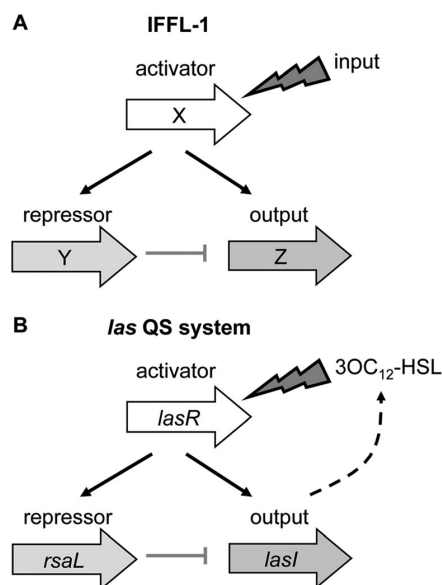 A
IFFL-1
activator
input
X
repressor
output
Y
Z
B
las QS system
activator
3OC12-HSL
lasR
repressor
output
rsaL
lasI